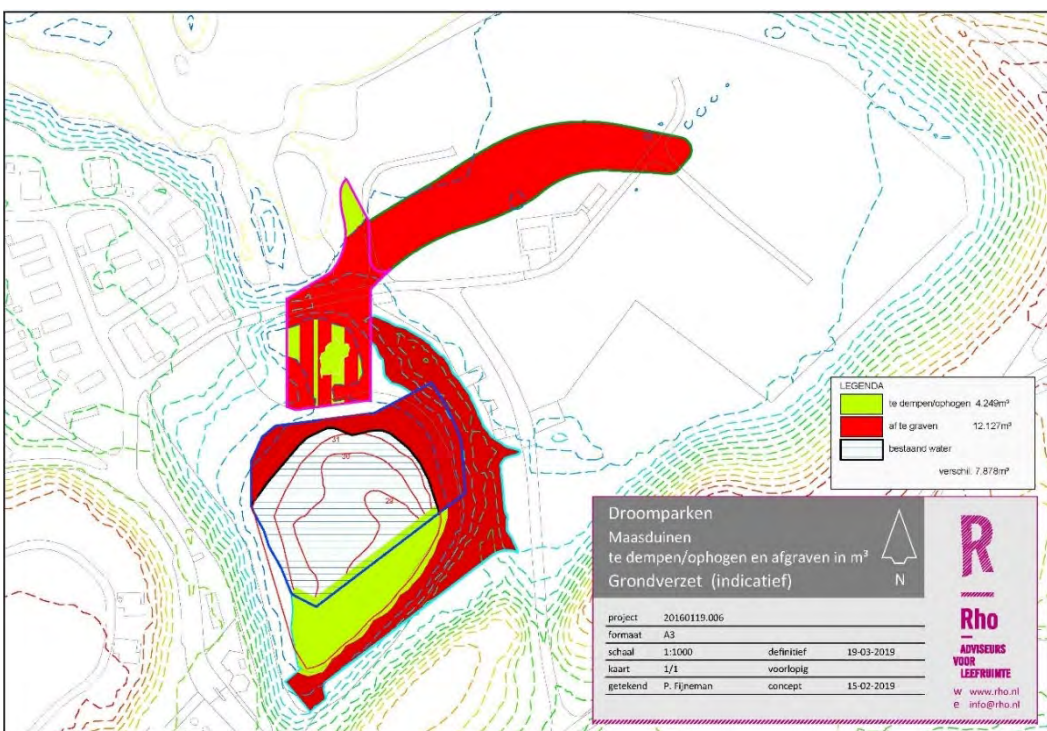 31
30
29
LEGENDA
te dempen/ophogen 4.249m³
af te graven 12.127m³
bestaand water
verschil 7.878m³
Droomparken
Maasduinen
te dempen/ophogen en afgraven in m³
Grondverzet (indicatief)
N
project 20160119.006
formaat A3
schaal 1:1000 definitief 19-03-2019
kaart 1/1 voorlopig
getekend P. Fijneman concept 15-02-2019
R
Rho
ADVISEURS
VOOR
LEEFRUIMTE
w www.rho.nl
e info@rho.nl